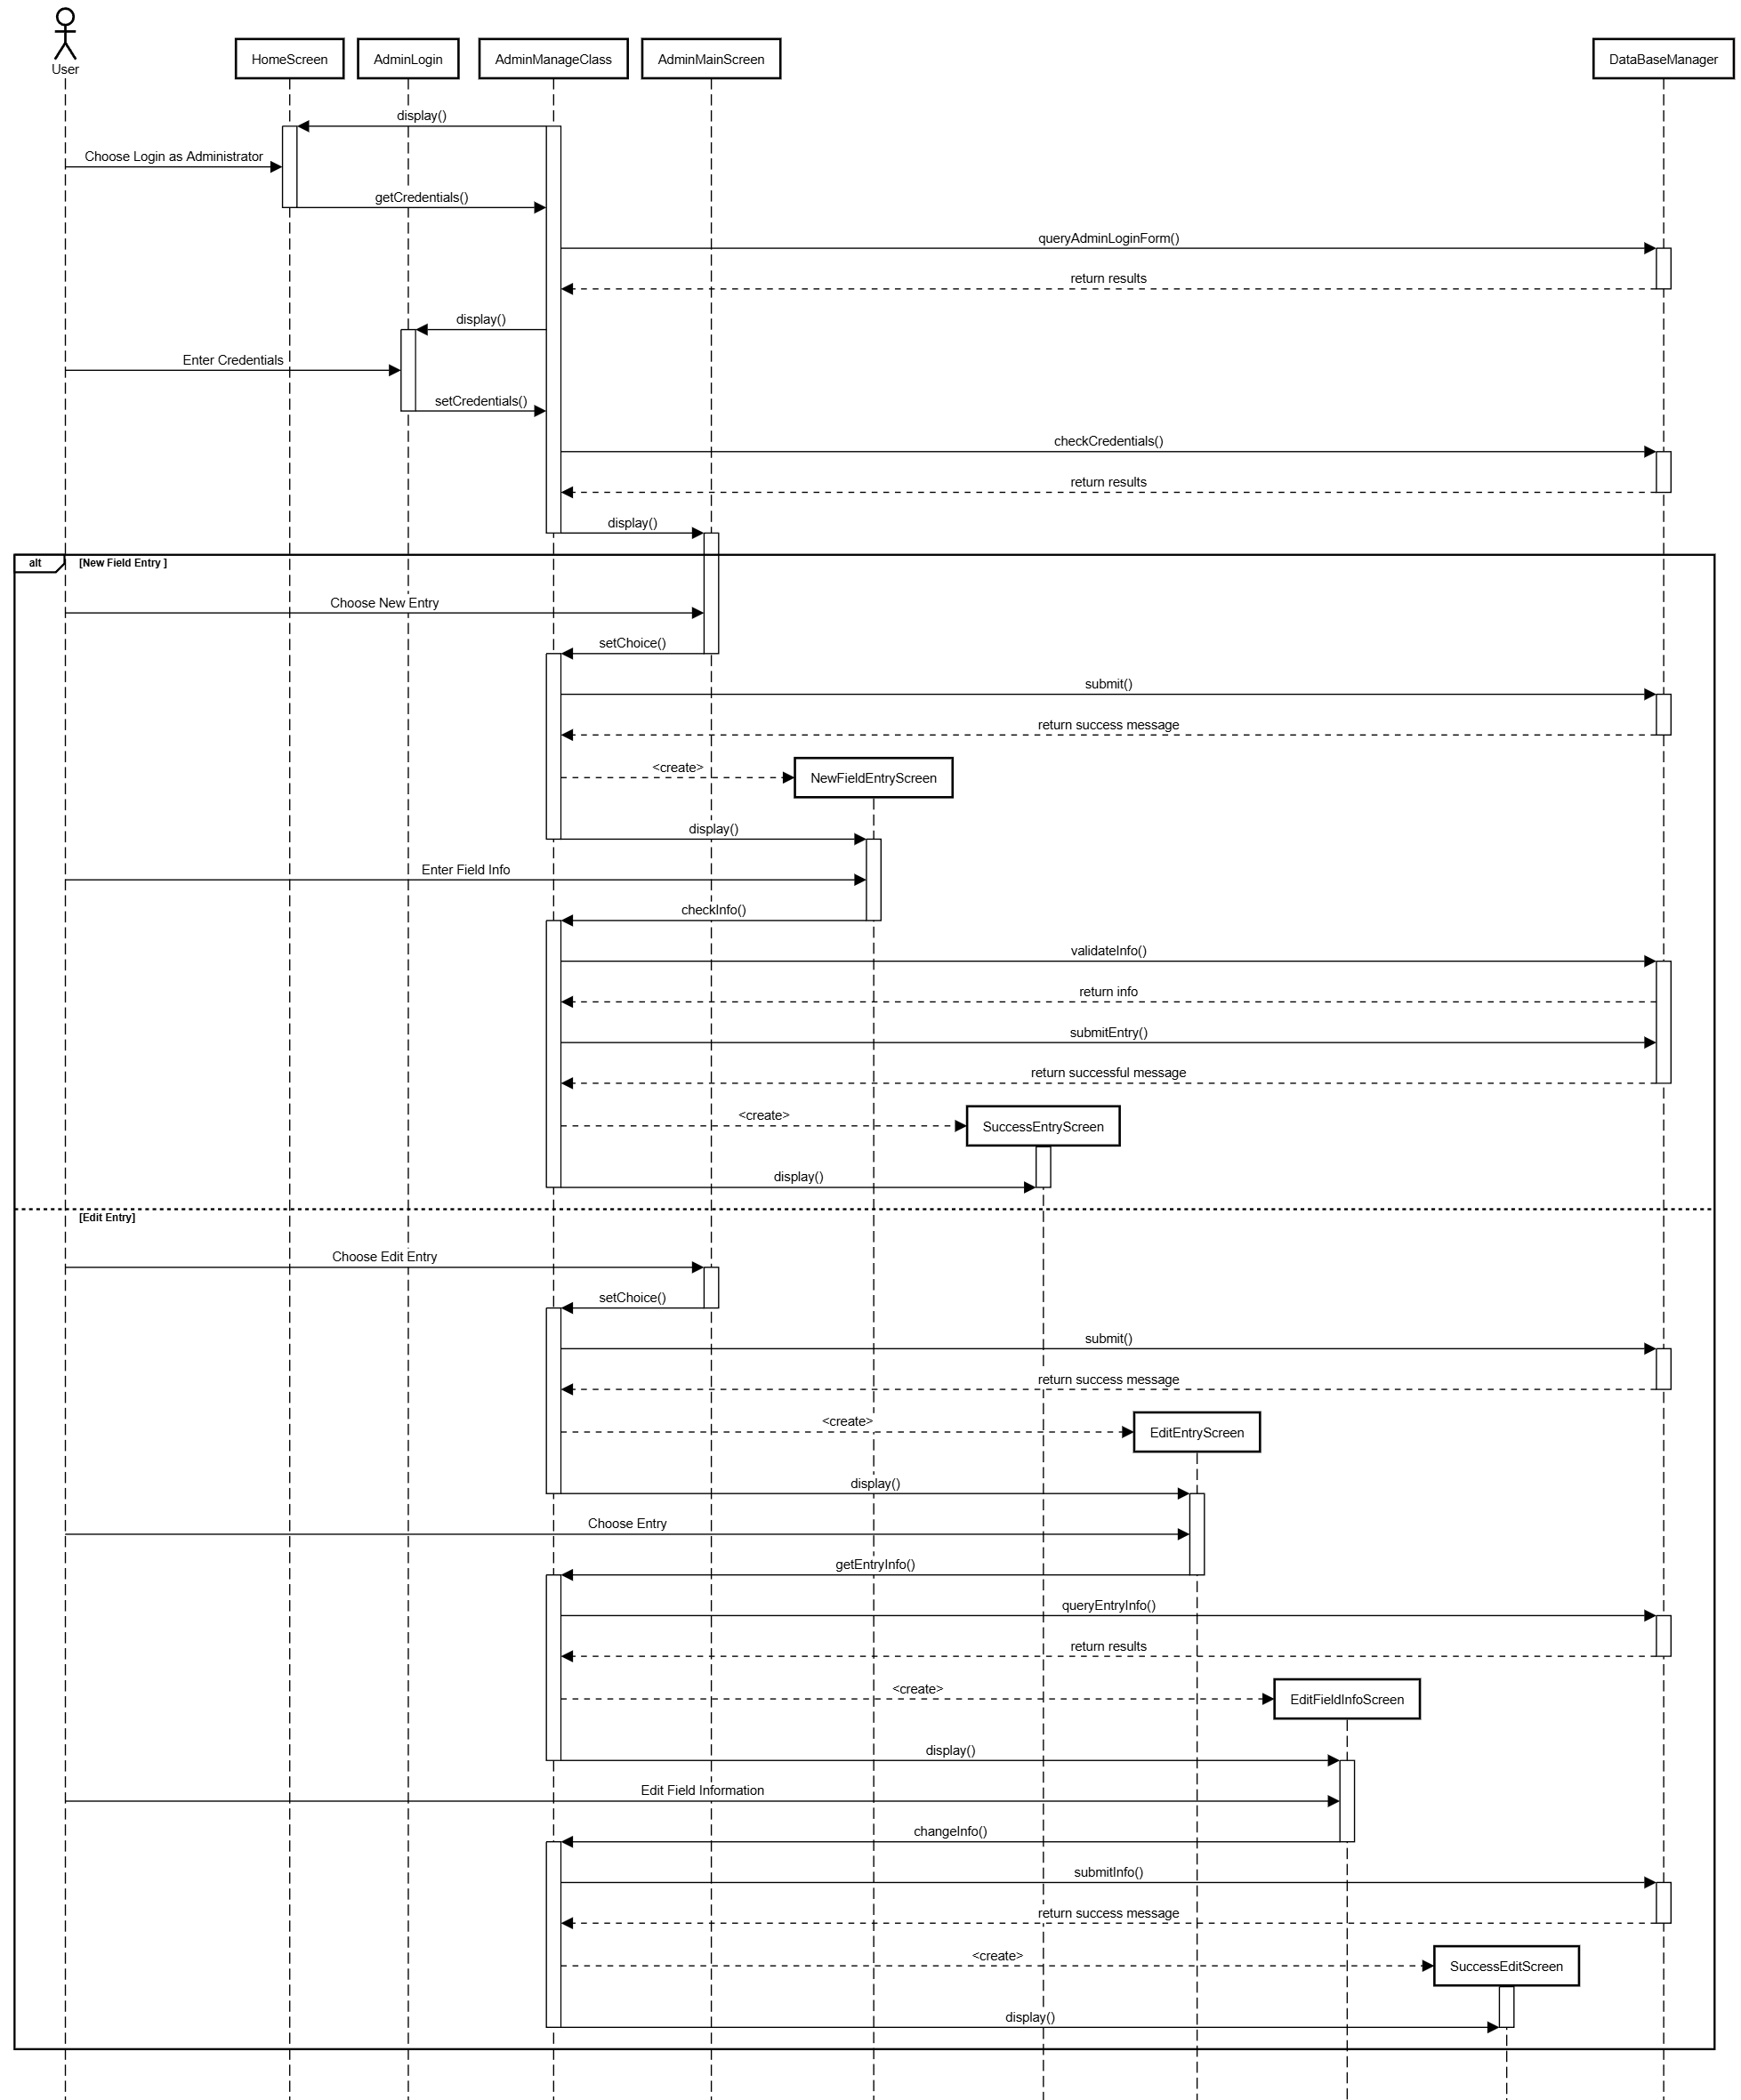 User
HomeScreen
AdminLogin
AdminManageClass
AdminMainScreen
DataBaseManager
display()
Choose Login as Administrator
getCredentials()
queryAdminLoginForm()
return results
display()
Enter Credentials
setCredentials()
checkCredentials()
return results
display()
alt
[New Field Entry ]
Choose New Entry
setChoice()
submit()
return success message
<create>
NewFieldEntryScreen
display()
Enter Field Info
checkInfo()
validateInfo()
return info
submitEntry()
return successful message
<create>
SuccessEntryScreen
display()
[Edit Entry]
Choose Edit Entry
setChoice()
submit()
return success message
<create>
EditEntryScreen
display()
Choose Entry
getEntryInfo()
queryEntryInfo()
return results
<create>
EditFieldInfoScreen
display()
Edit Field Information
changeInfo()
submitInfo()
return success message
<create>
SuccessEditScreen
display()